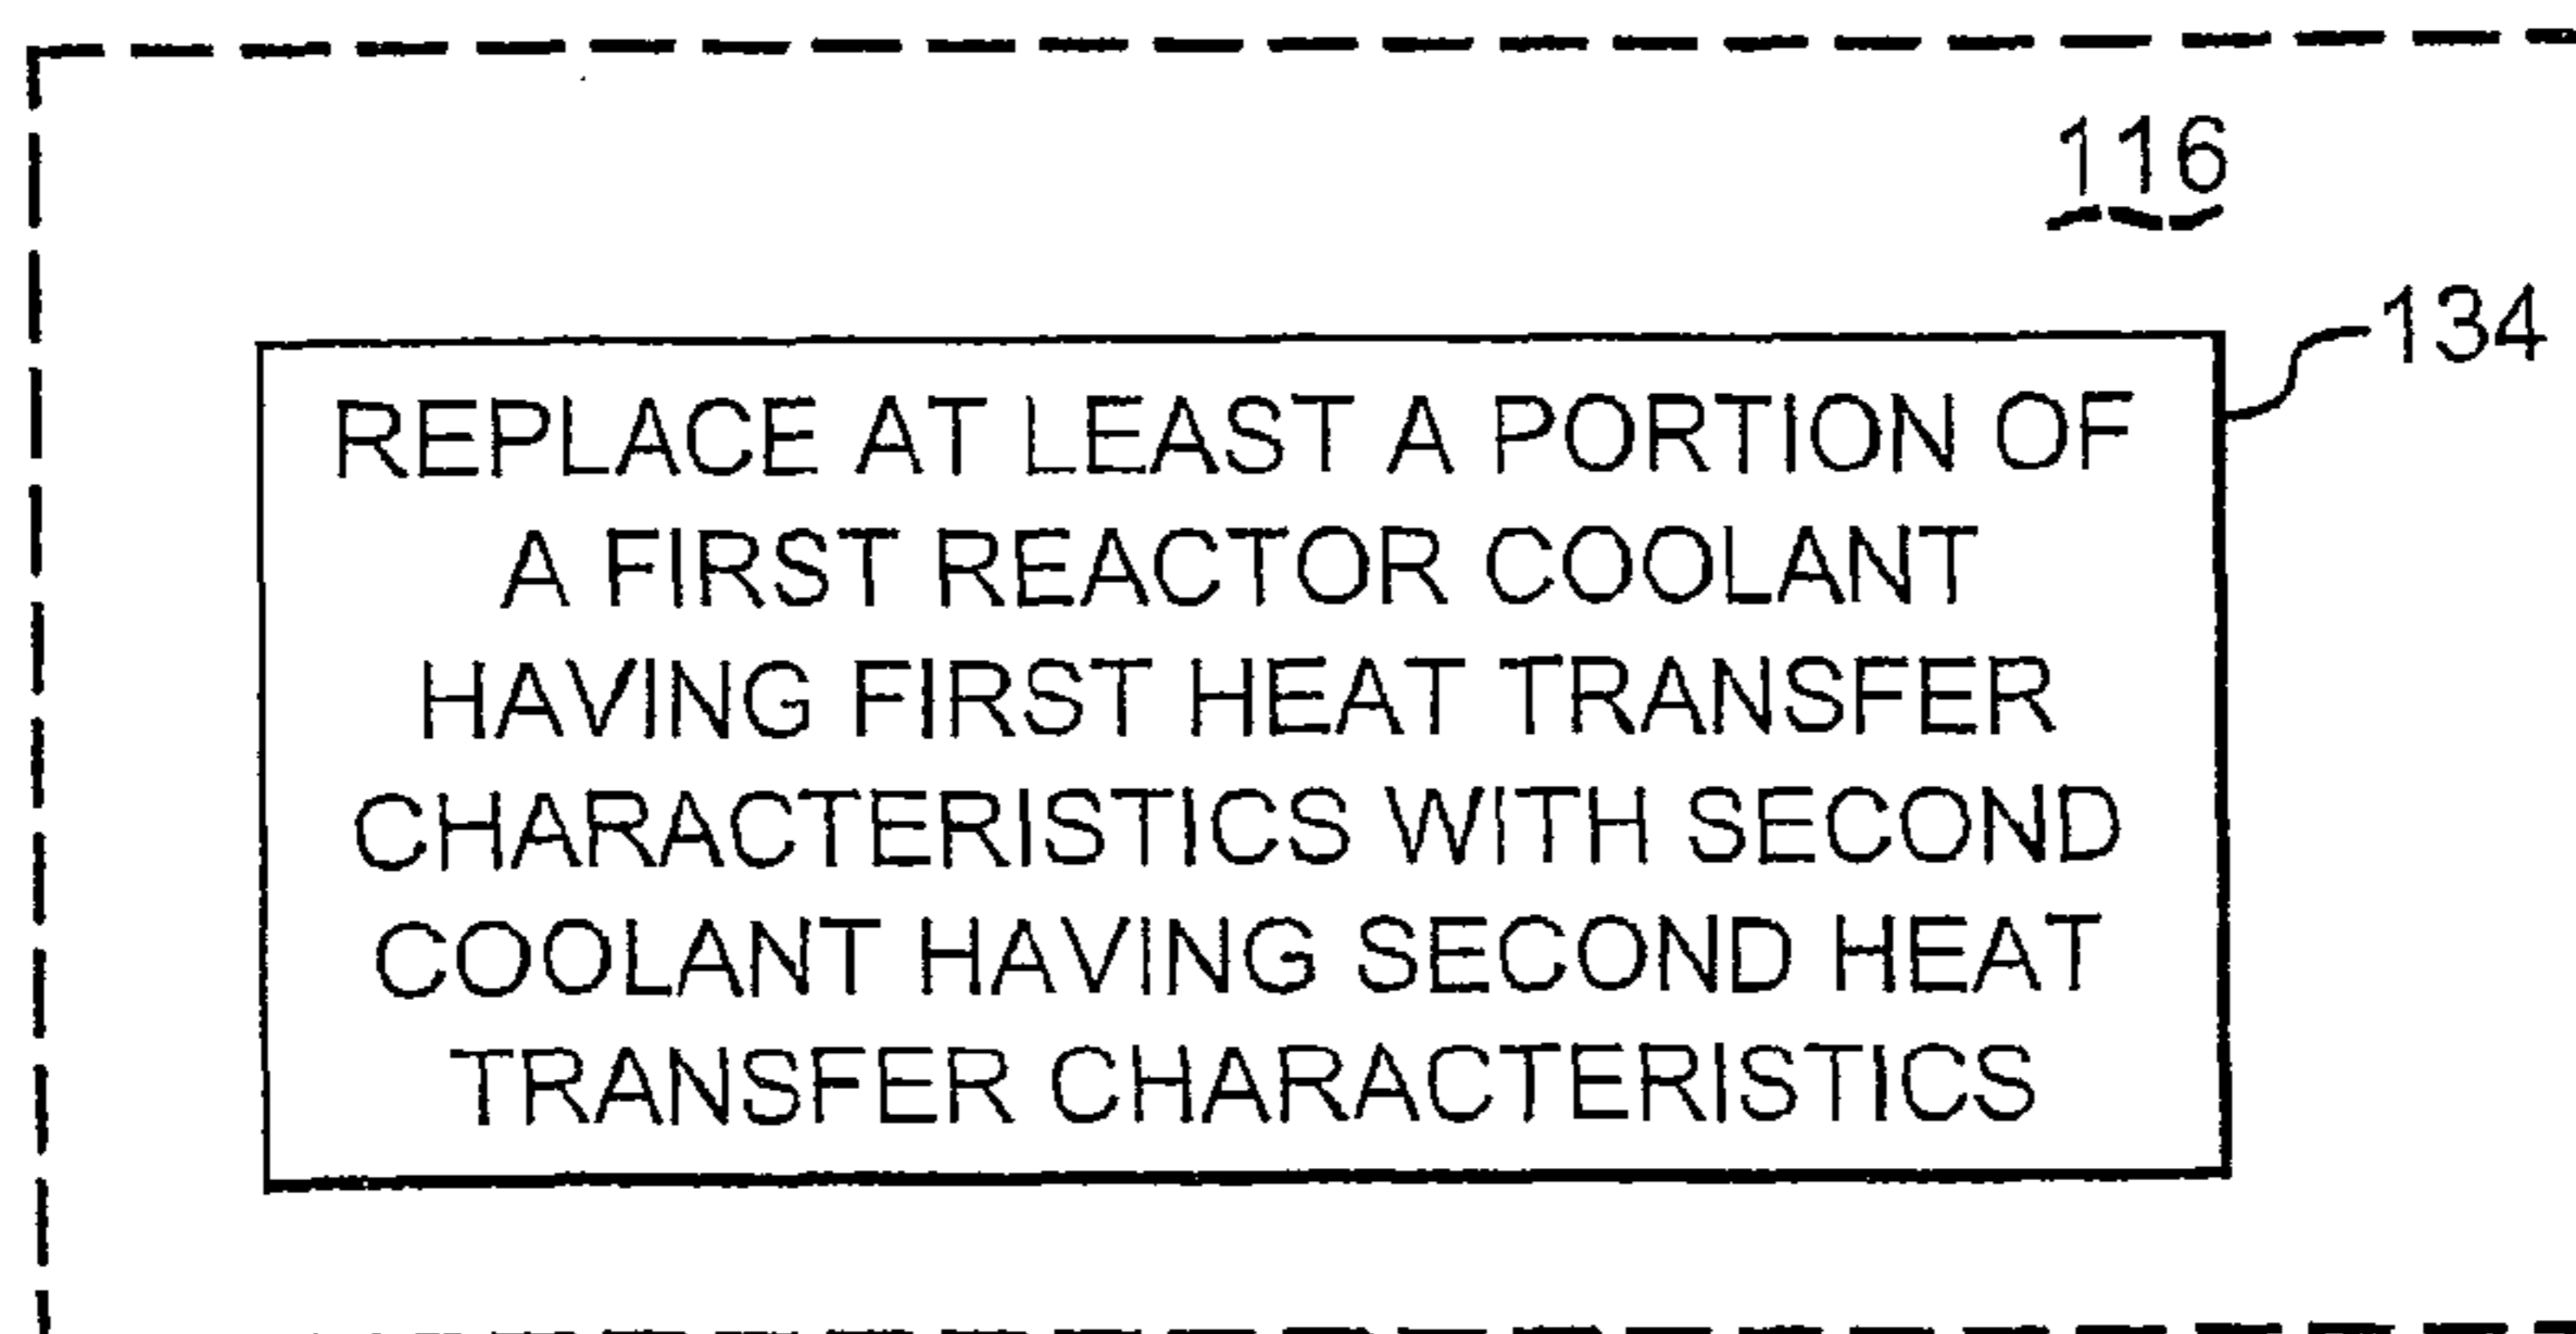 116
134
REPLACE AT LEAST A PORTION OF
A FIRST REACTOR COOLANT
HAVING FIRST HEAT TRANSFER
CHARACTERISTICS WITH SECOND
COOLANT HAVING SECOND HEAT
TRANSFER CHARACTERISTICS